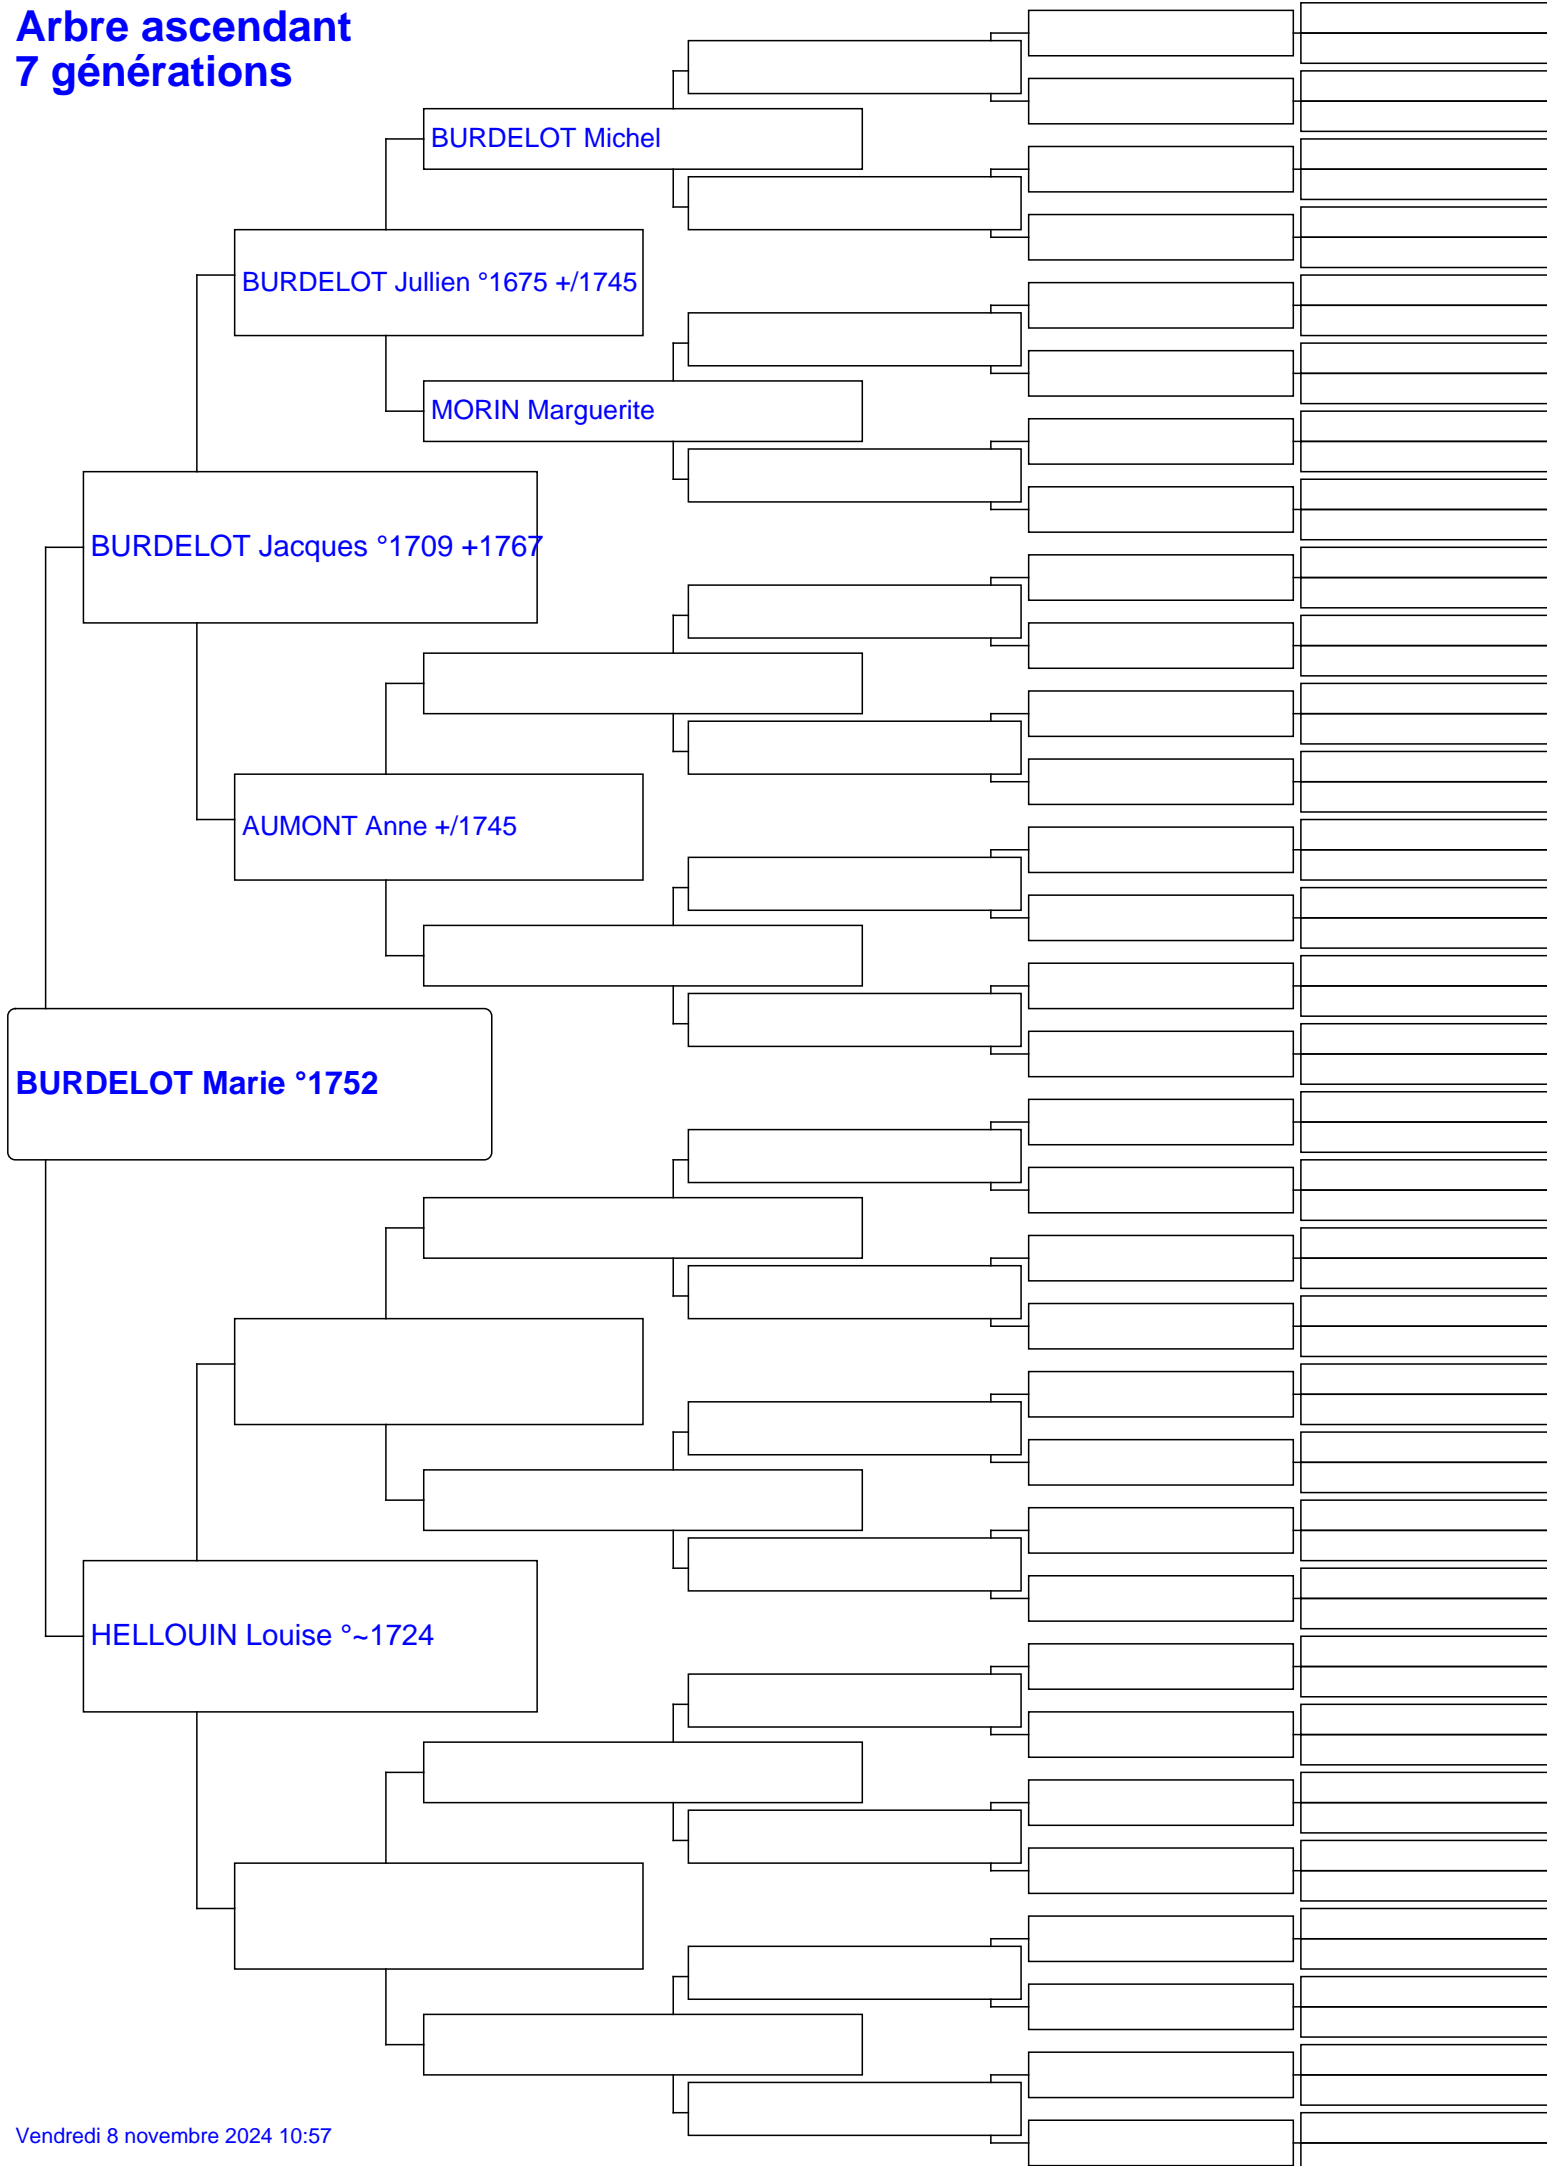 Arbre ascendant
7 générations
BURDELOT Michel
BURDELOT Jullien °1675 +/1745
MORIN Marguerite
BURDELOT Jacques °1709 +1767
AUMONT Anne +/1745
BURDELOT Marie °1752
HELLOUIN Louise °~1724
Vendredi 8 novembre 2024 10:57